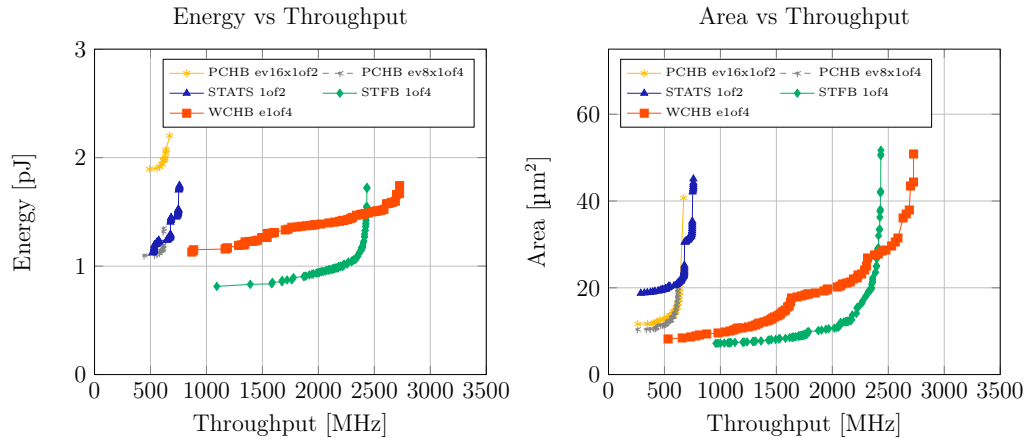 Energy vs Throughput
PCHB ev16x1of2 PCHB ev8x1of4
STATS 1of2 STFB 1of4
WCHB e1of4
3
2
1
0
Energy [pJ]
0 500 1000 1500 2000 2500 3000 3500
Throughput [MHz]
Area vs Throughput
PCHB ev16x1of2 PCHB ev8x1of4
STATS 1of2 STFB 1of4
WCHB e1of4
60
40
20
0
Area [µm²]
0 500 1000 1500 2000 2500 3000 3500
Throughput [MHz]